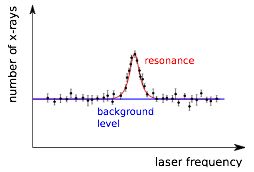 number of x-rays
resonance
background
level
laser frequency